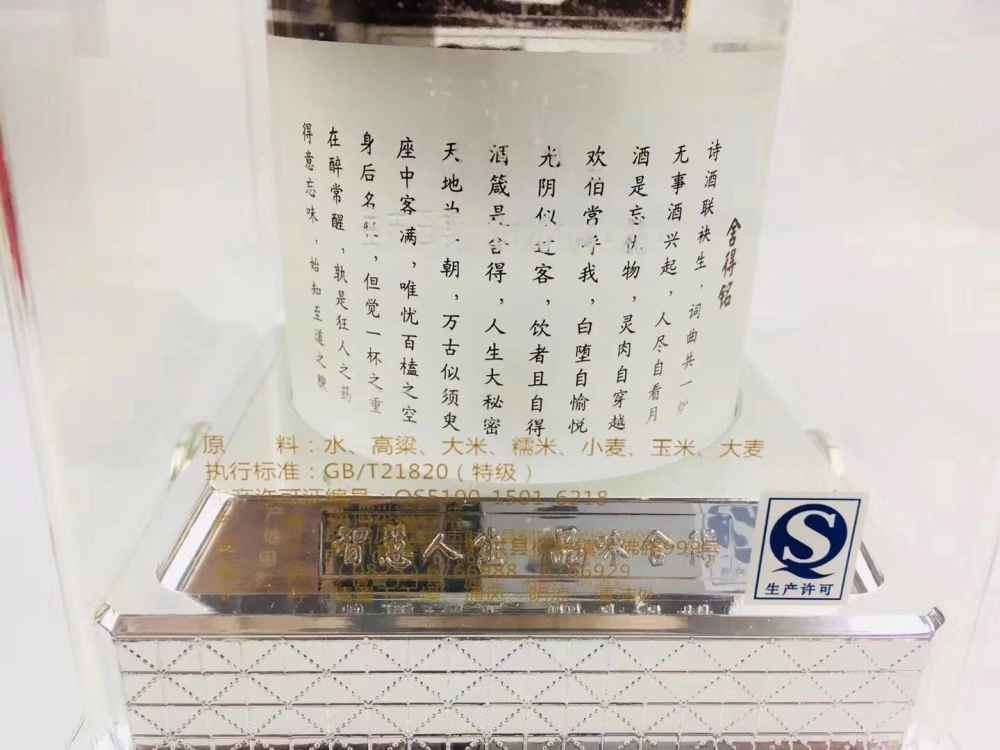 舍得铭
诗酒联袂生，词曲共一炉
无事酒兴起，人尽自看月
酒是忘忧物，灵肉自穿越
欢伯常呼我，白堕自愉悦
光阴似过客，饮者且自得
酒箴是舍得，人生大秘密
天地为一朝，万古似须臾
座中客满，唯忧百榼之空
身后名，但觉一杯之重
在醉常醒，孰是狂人之药
得意忘味，始知至道之腴
原　料：水、高粱、大米、糯米、小麦、玉米、大麦
执行标准：GB/T21820（特级）
智慧人生 品味舍得
生产许可